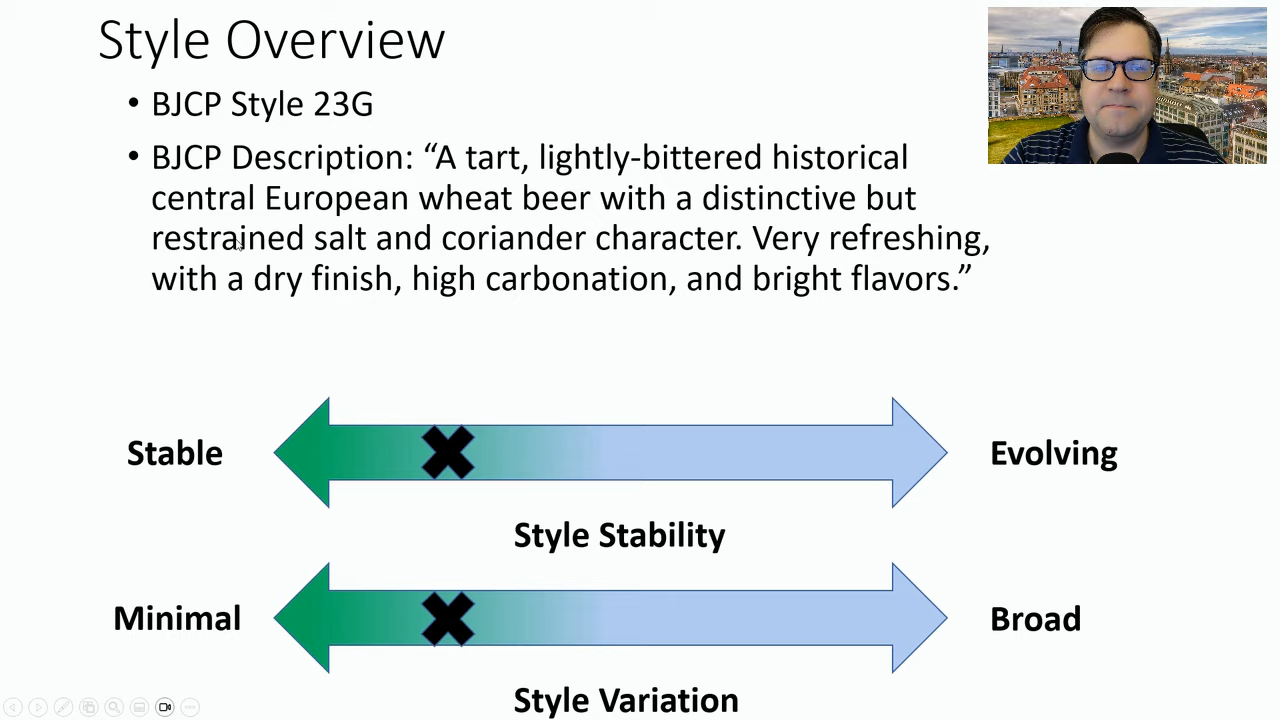 Style Overview
• BJCP Style 23G
• BJCP Description: “A tart, lightly-bittered historical
central European wheat beer with a distinctive but
restrained salt and coriander character. Very refreshing,
with a dry finish, high carbonation, and bright flavors.”
Stable
Evolving
Style Stability
Minimal
Broad
Style Variation